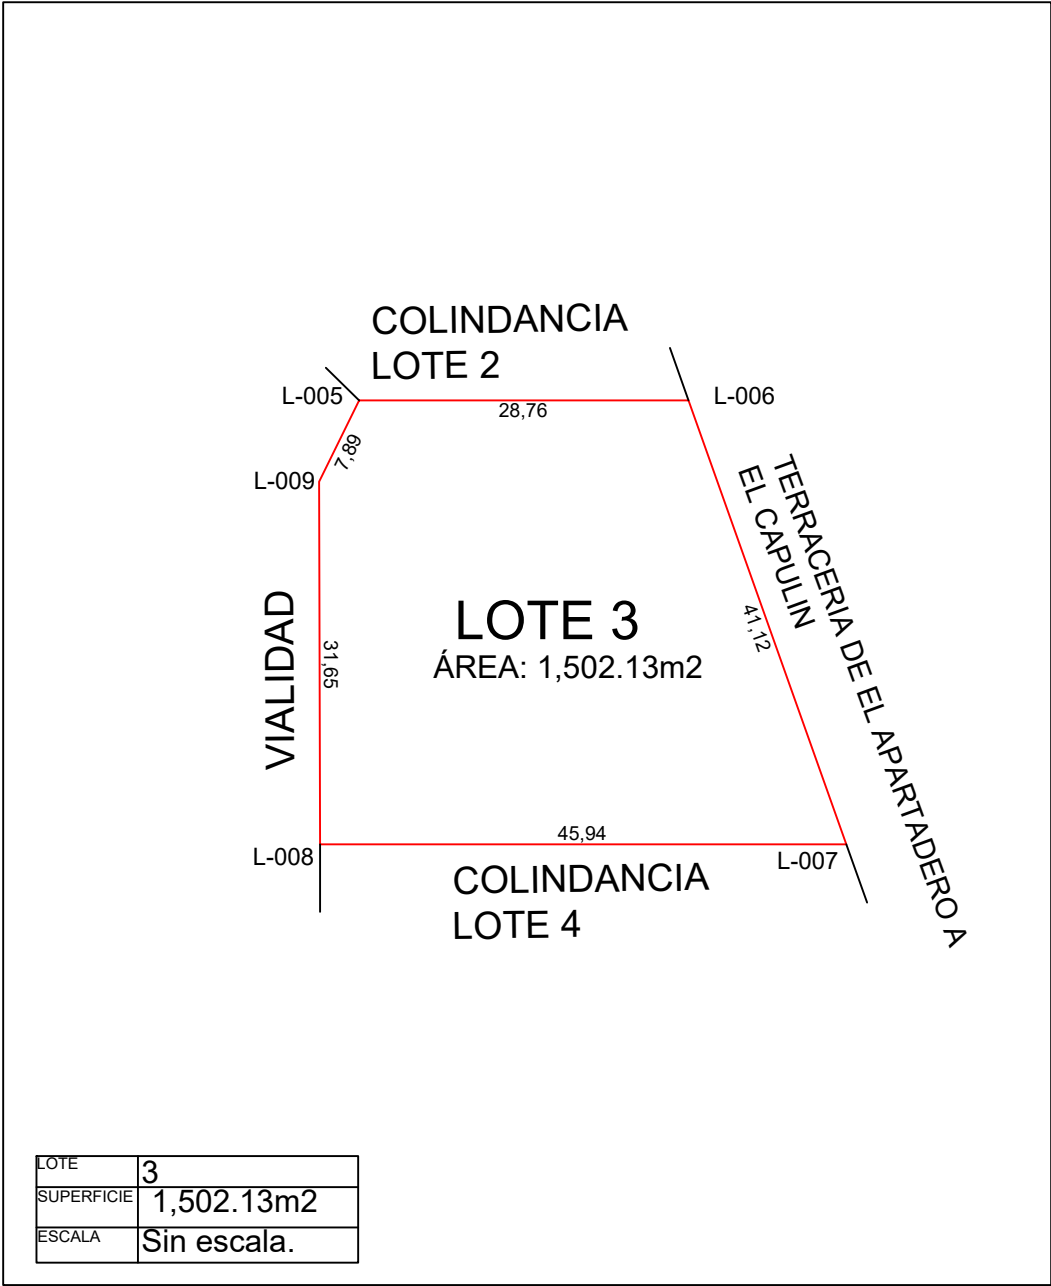 COLINDANCIA
LOTE 2
L-005
L-006
28,76
7,89
L-009
TERRACERIA DE EL APARTADERO A
EL CAPULIN
41,12
LOTE 3
ÁREA: 1,502.13m2
VIALIDAD
31,65
45,94
L-008
L-007
COLINDANCIA
LOTE 4
LOTE 3
SUPERFICIE 1,502.13m2
ESCALA Sin escala.